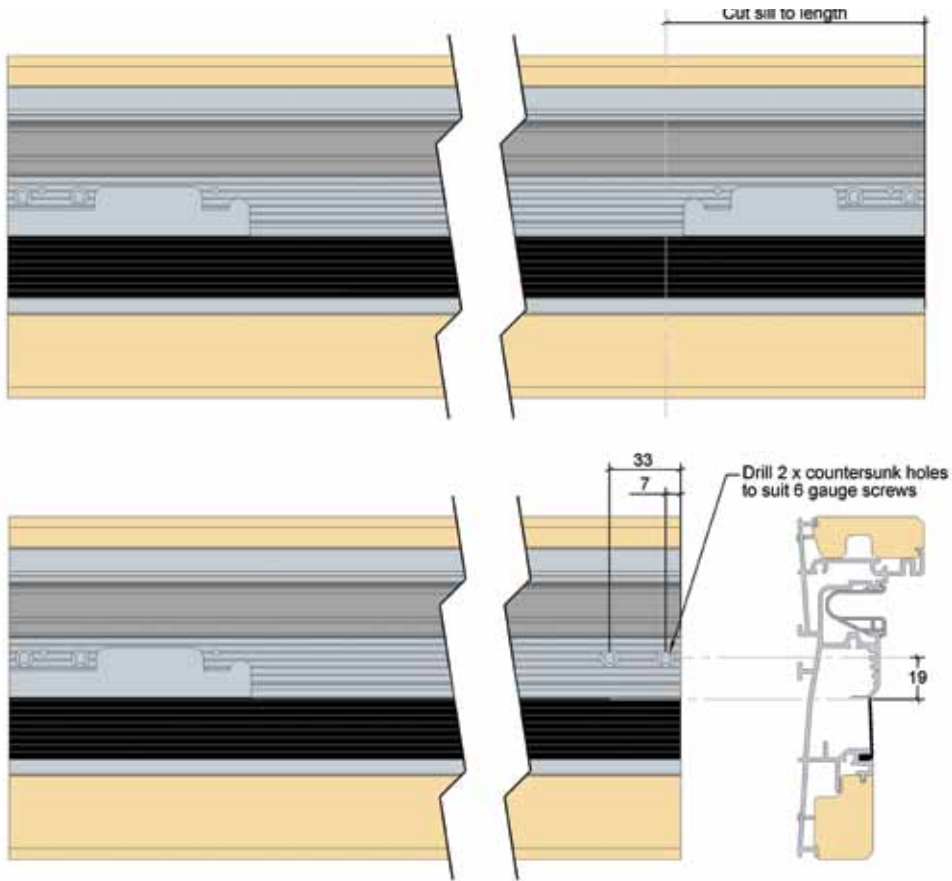 Cut sill to length
33
7
Drill 2 x countersunk holes
to suit 6 gauge screws
19